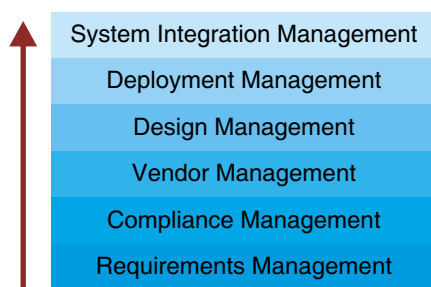 System Integration Management
Deployment Management
Design Management
Vendor Management
Compliance Management
Requirements Management